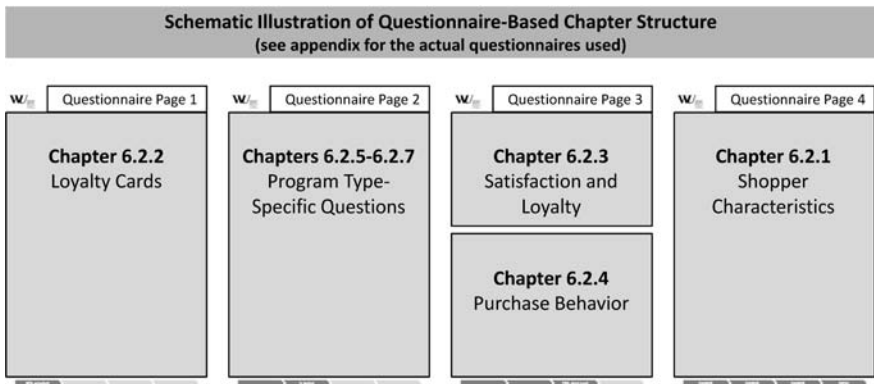 Schematic Illustration of Questionnaire-Based Chapter Structure
(see appendix for the actual questionnaires used)
Questionnaire Page 1
Chapter 6.2.2
Loyalty Cards
Questionnaire Page 2
Chapters 6.2.5-6.2.7
Program Type-
Specific Questions
Questionnaire Page 3
Chapter 6.2.3
Satisfaction and
Loyalty
Chapter 6.2.4
Purchase Behavior
Questionnaire Page 4
Chapter 6.2.1
Shopper
Characteristics